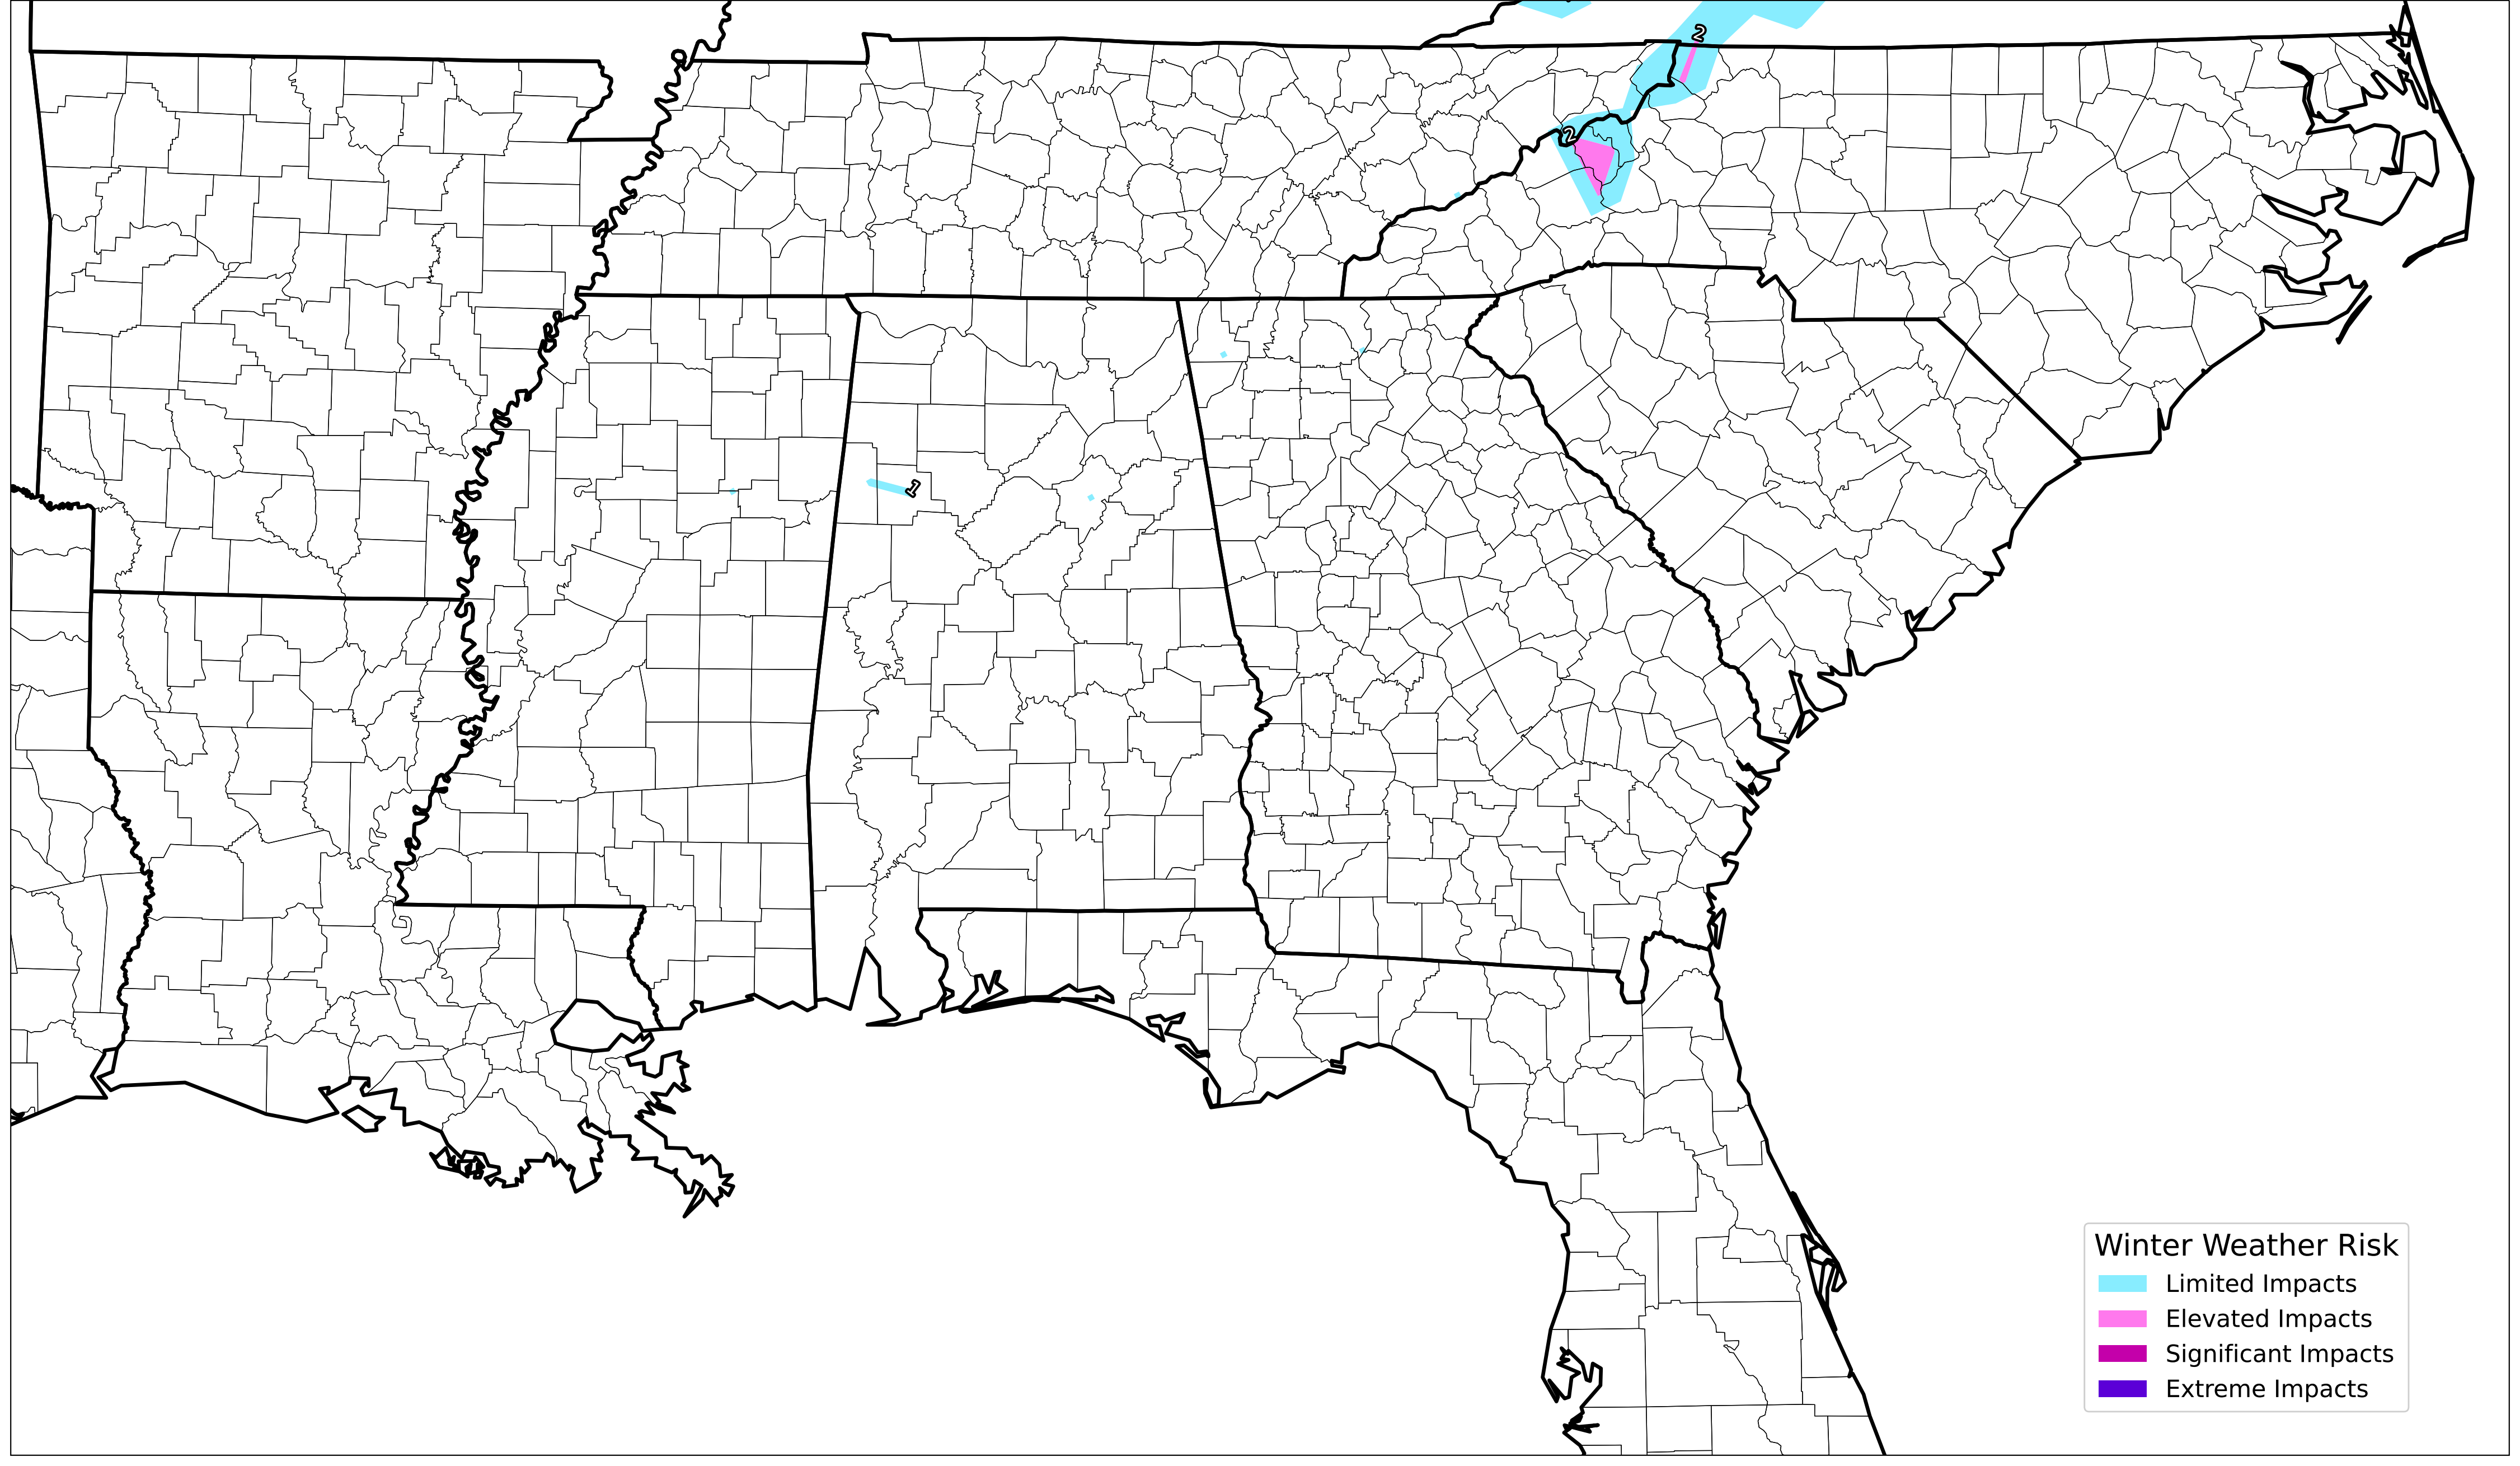 2
2
1
Winter Weather Risk
Limited Impacts
Elevated Impacts
Significant Impacts
Extreme Impacts